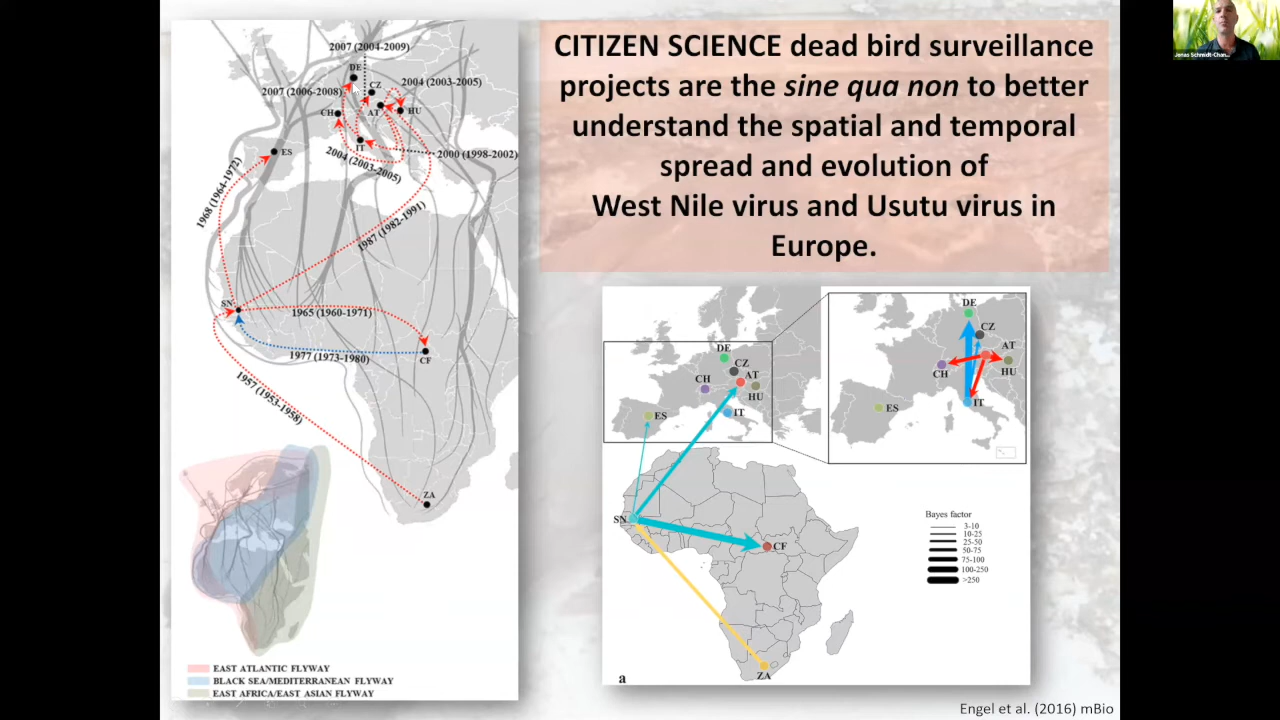 CITIZEN SCIENCE dead bird surveillance
projects are the sine qua non to better
understand the spatial and temporal
spread and evolution of
West Nile virus and Usutu virus in
Europe.
Jonas Schmidt-Chan...
2007 (2004-2009)
DE
CZ
2004 (2003-2005)
2007 (2006-2008)
CH
AT
HU
IT
2000 (1998-2002)
2004 (2003-2005)
ES
1968 (1964-1972)
1987 (1982-1991)
SN
1965 (1960-1971)
1977 (1973-1980)
CF
1957 (1953-1958)
ZA
EAST ATLANTIC FLYWAY
BLACK SEA/MEDITERRANEAN FLYWAY
EAST AFRICA/EAST ASIAN FLYWAY
DE
CZ
CH
AT
HU
ES
IT
DE
CZ
AT
CH
HU
ES
IT
SN
CF
ZA
Bayes factor
3-10
10-25
25-50
50-75
75-100
100-250
>250
a
Engel et al. (2016) mBio